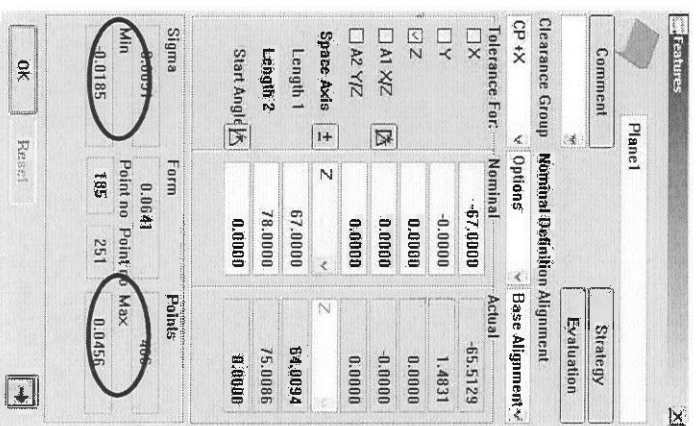 Features
Plane1
Comment
Strategy
Evaluation
Clearance Group
Nominal Definition
Alignment
CP +X
Options
Base Alignment
Tolerance For:
Nominal
Actual
X
-67.0000
-65.5129
Y
-0.0000
1.4831
Z
0.0000
0.0000
A1 X/Z
0.0000
-0.0000
A2 Y/Z
0.0000
0.0000
Space Axis
±
Z
Z
Length 1
67.0000
64.0094
Length 2
78.0000
75.0086
Start Angle
0.0000
0.0000
Sigma
Form
Points
0.0641
Min
Point no
Point no
Max
-0.0185
185
251
0.0456
OK
Reset